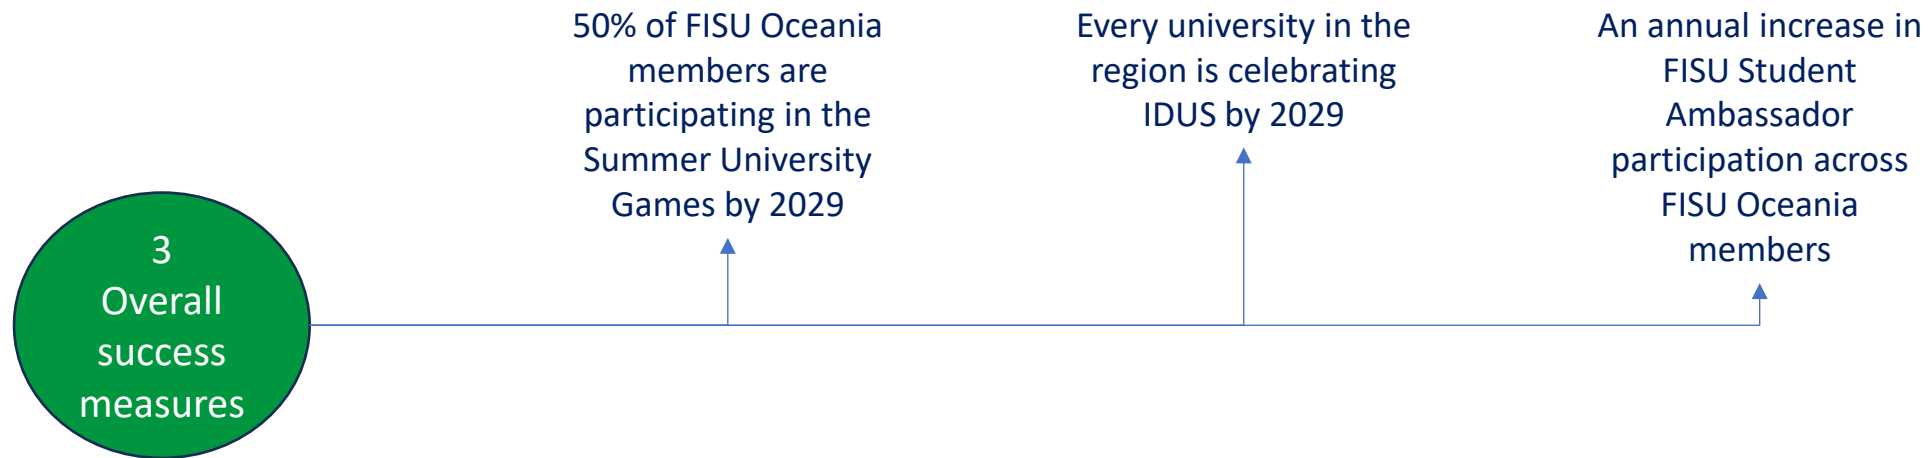 50% of FISU Oceania
members are
participating in the
Summer University
Games by 2029
Every university in the
region is celebrating
IDUS by 2029
An annual increase in
FISU Student
Ambassador
participation across
FISU Oceania
members
3
Overall
success
measures